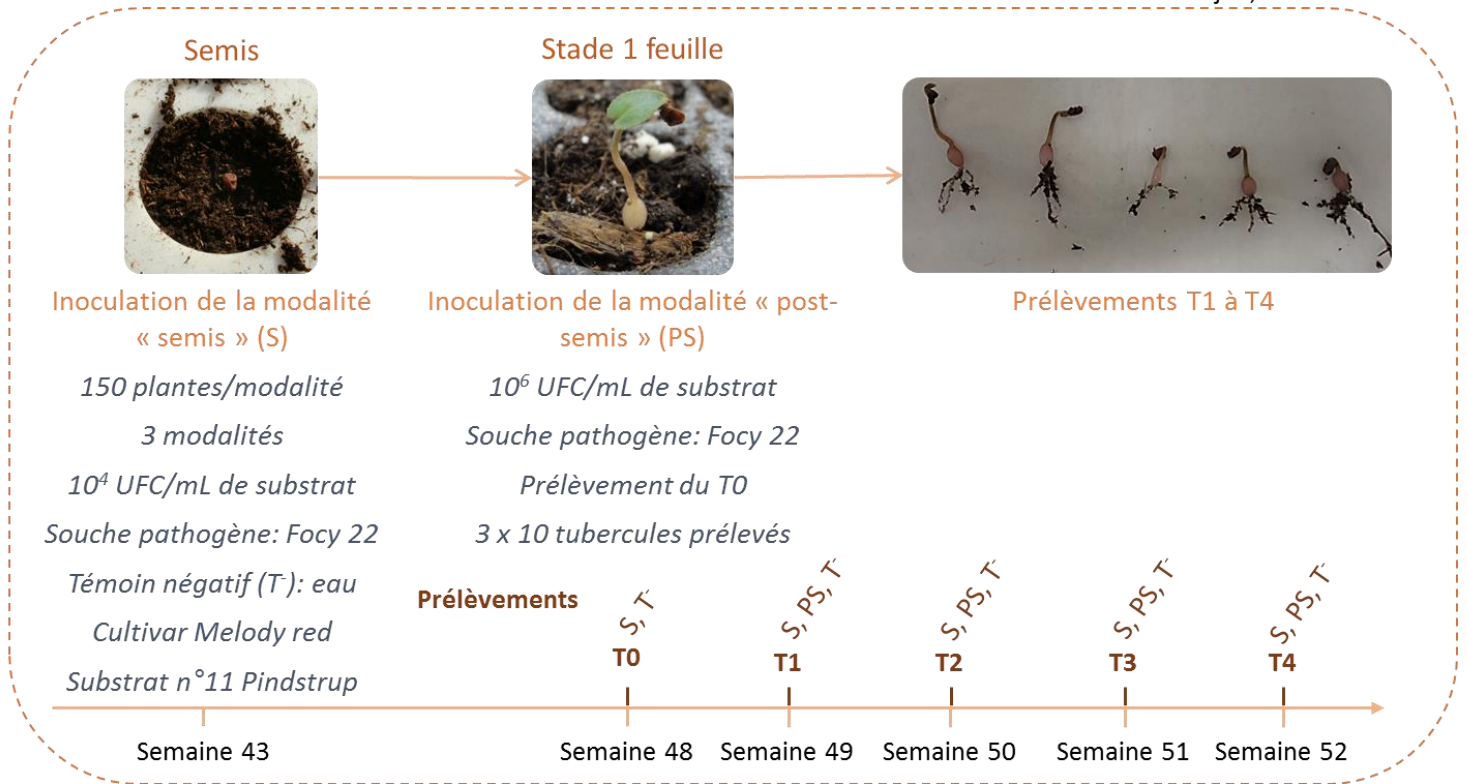 Semis
Inoculation de la modalité
« semis » (S)
150 plantes/modalité
3 modalités
10⁴ UFC/mL de substrat
Souche pathogène: Focy 22
Témoin négatif (T⁻): eau
Cultivar Melody red
Substrat n°11 Pindstrup
Stade 1 feuille
Inoculation de la modalité « post-
semis » (PS)
10⁶ UFC/mL de substrat
Souche pathogène: Focy 22
Prélèvement du T0
3 x 10 tubercules prélevés
Prélèvements T1 à T4
Prélèvements
S, T⁻
S, PS, T⁻
S, PS, T⁻
S, PS, T⁻
S, PS, T⁻
T0
T1
T2
T3
T4
Semaine 43
Semaine 48
Semaine 49
Semaine 50
Semaine 51
Semaine 52